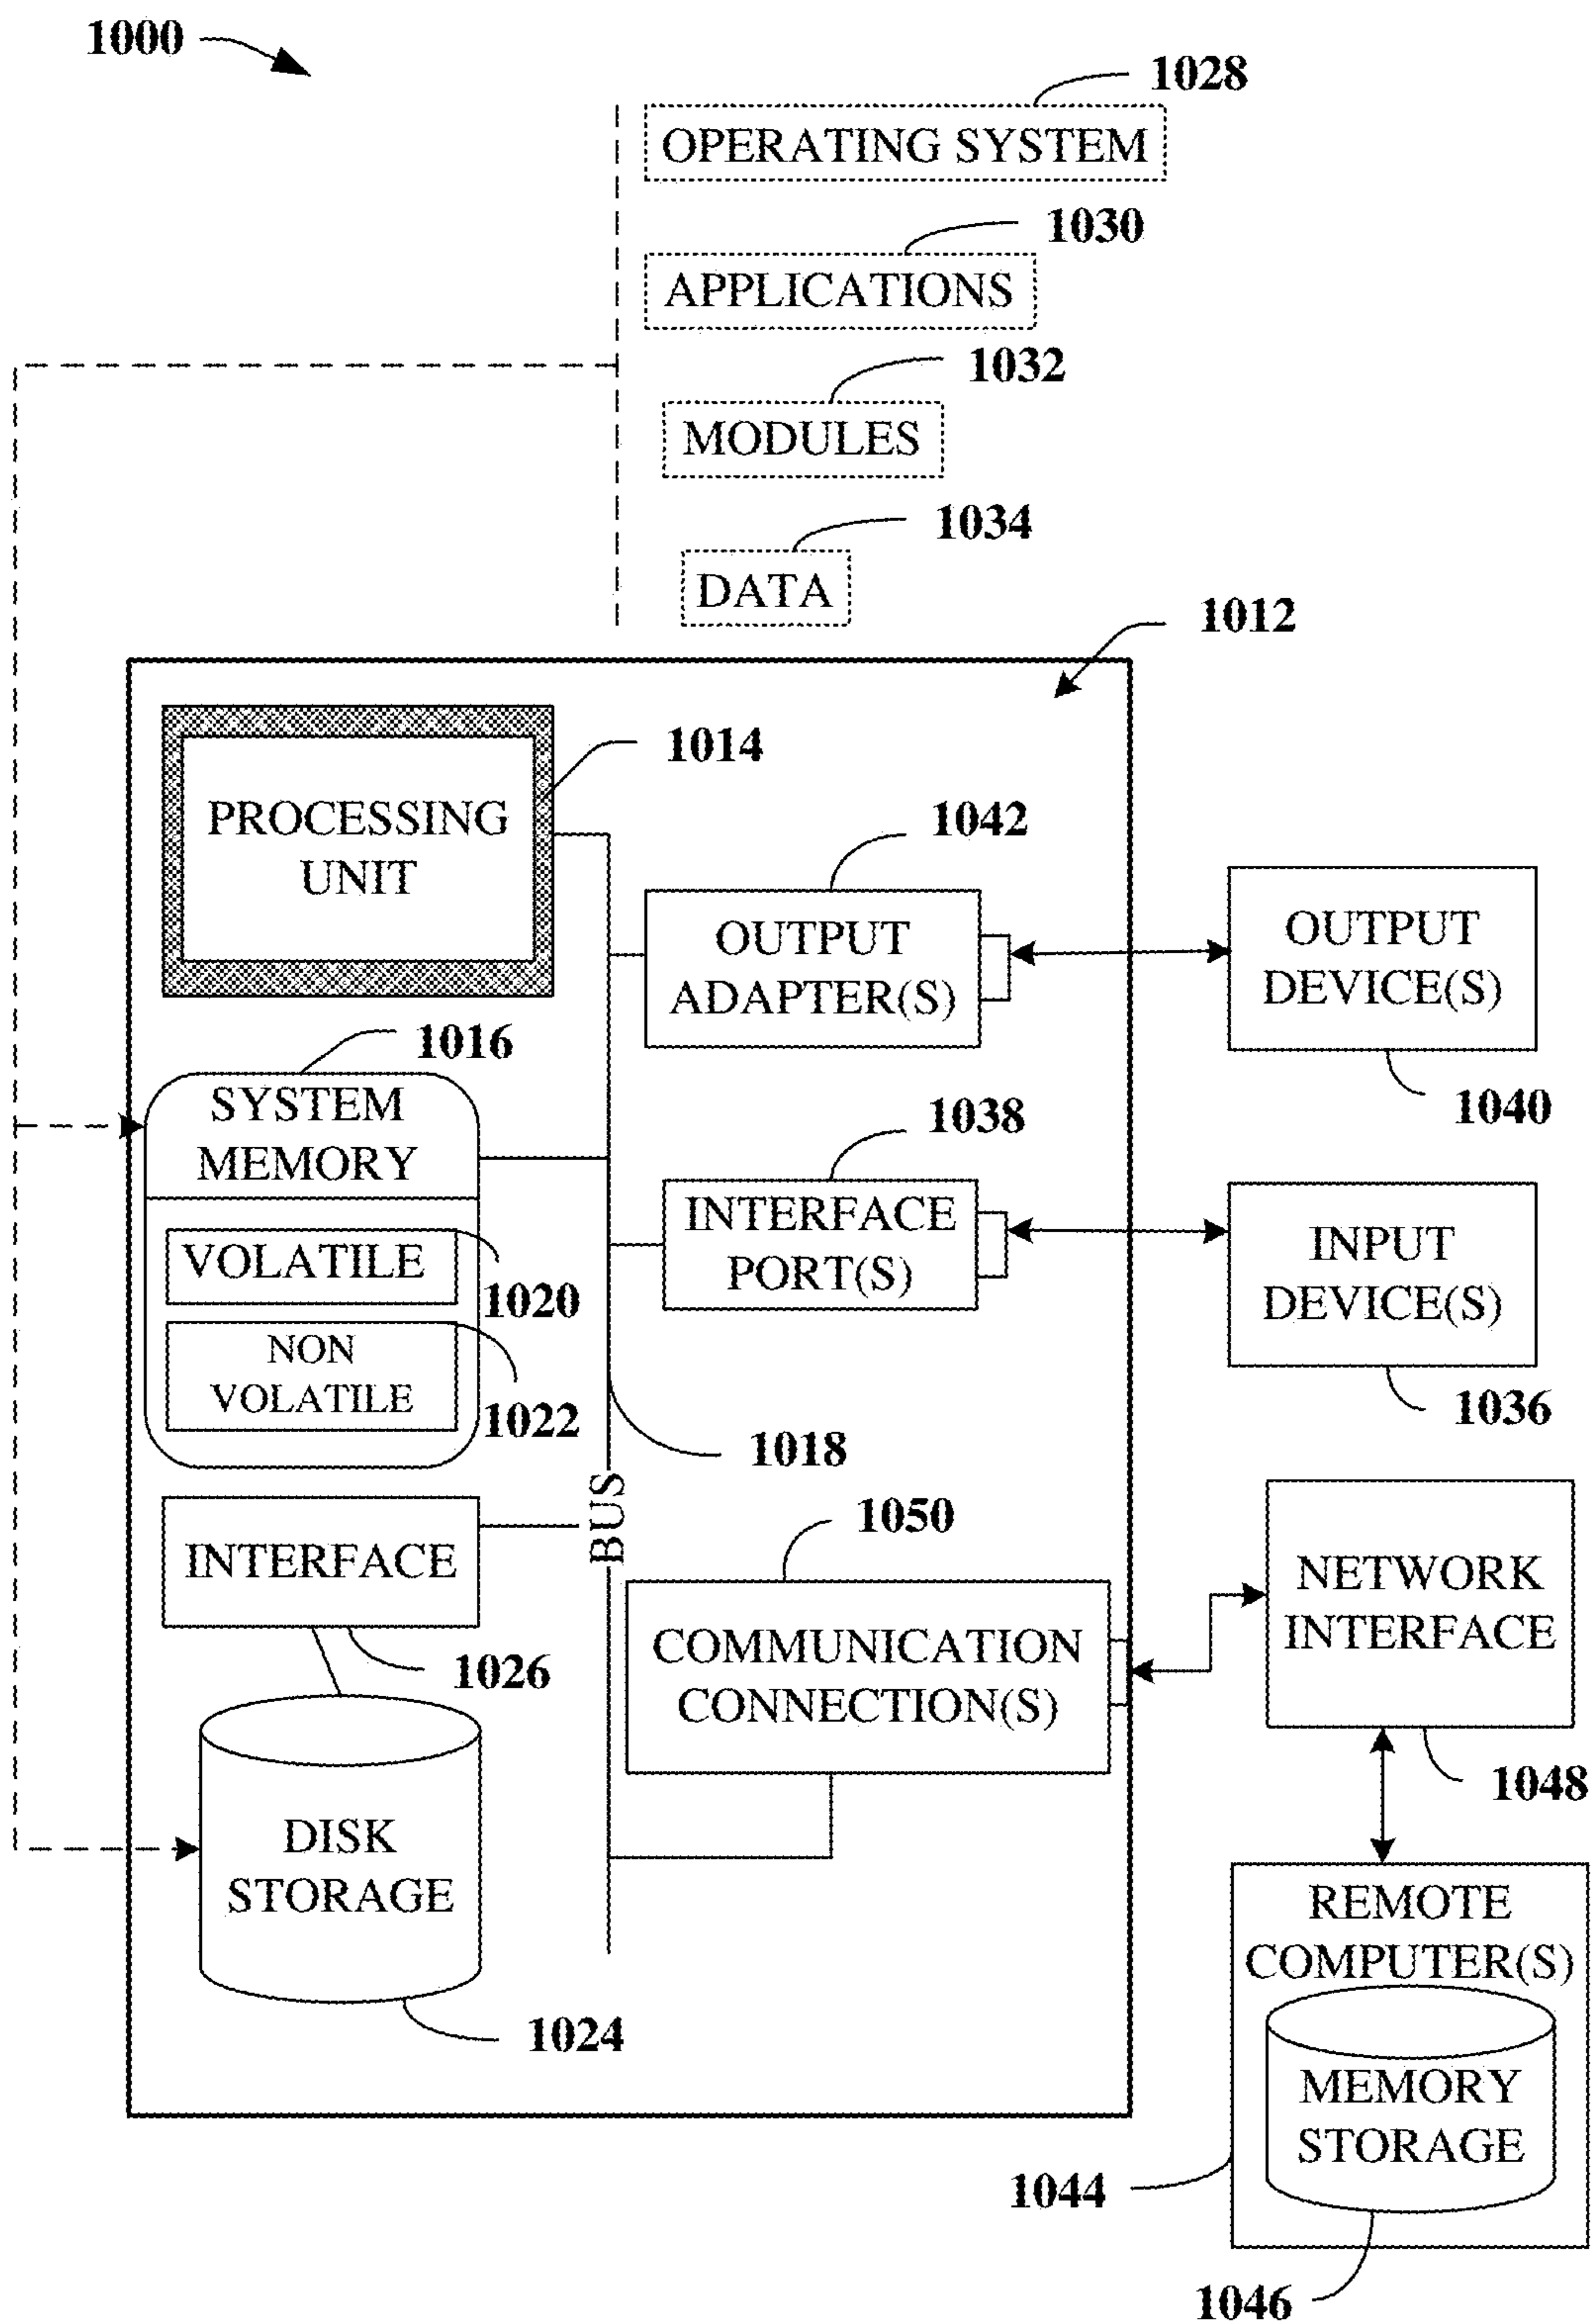 1000
1028
OPERATING SYSTEM
1030
APPLICATIONS
1032
MODULES
1034
DATA
1012
1014
PROCESSING
UNIT
1042
OUTPUT
ADAPTER(S)
OUTPUT
DEVICE(S)
1040
1016
SYSTEM
MEMORY
VOLATILE
1020
NON
VOLATILE
1022
1038
INTERFACE
PORT(S)
INPUT
DEVICE(S)
1036
1018
BUS
INTERFACE
1026
1050
COMMUNICATION
CONNECTION(S)
NETWORK
INTERFACE
1048
DISK
STORAGE
1024
REMOTE
COMPUTER(S)
MEMORY
STORAGE
1044
1046